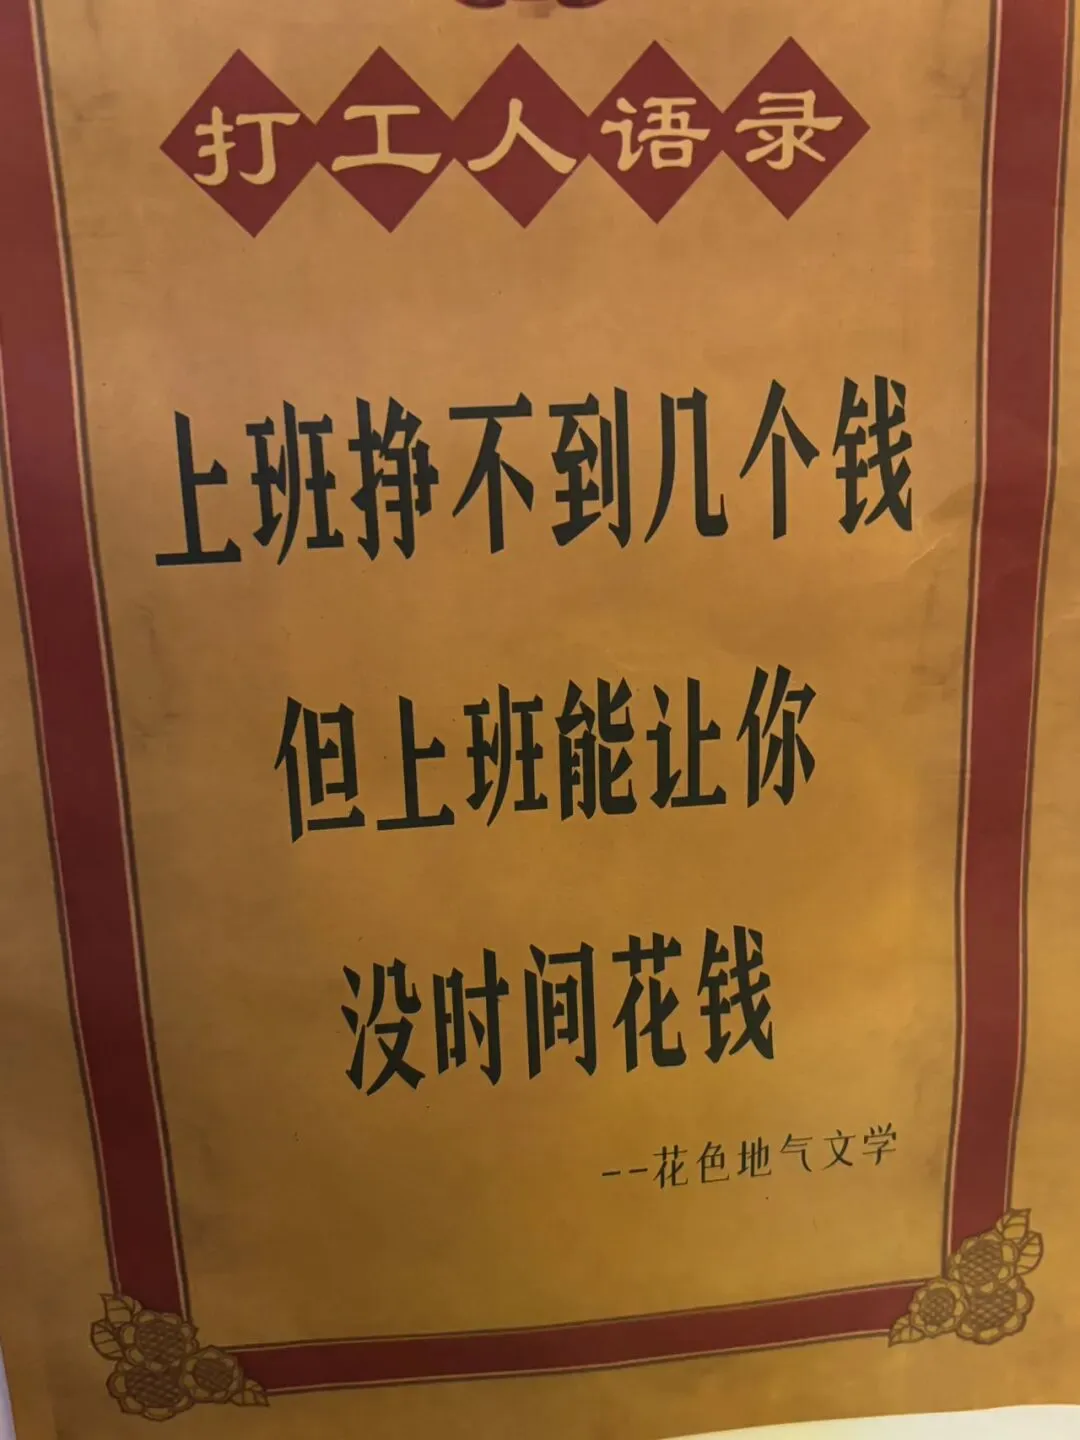 打工人语录
上班挣不到几个钱
但上班能让你
没时间花钱
--花色地气文学